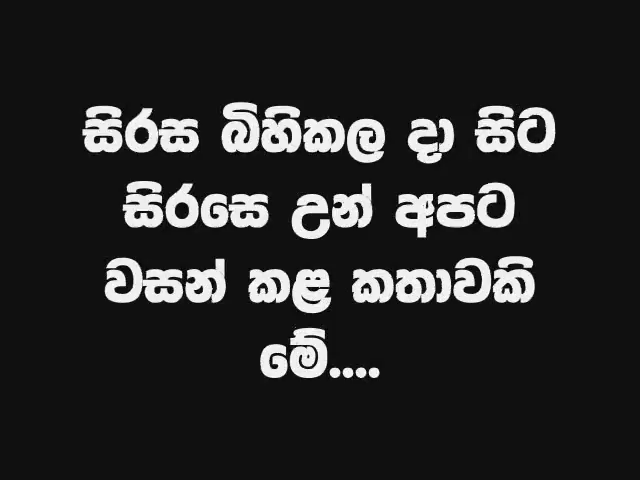 සිරස බිහිකල දා සිට
සිරසෙ උන් අපට
වසන් කළ කතාවකි
මේ....